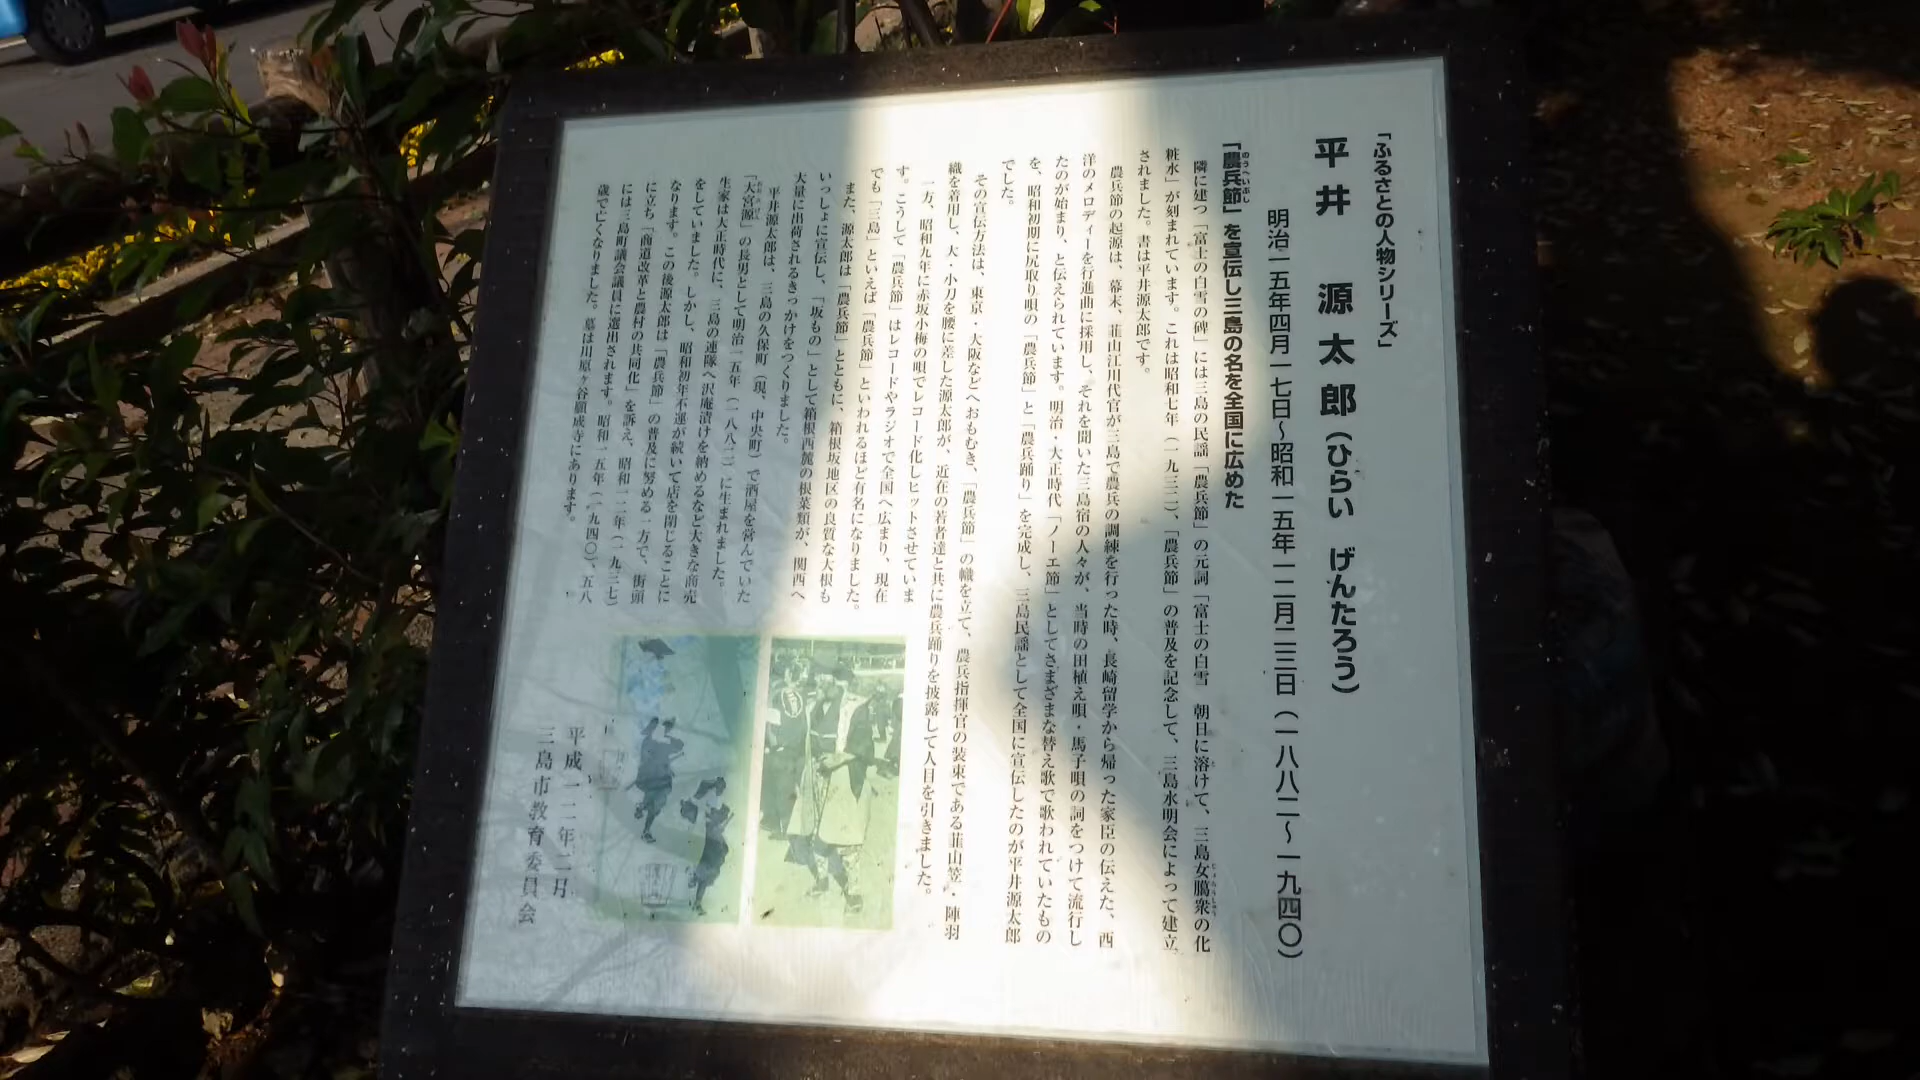 「ふるさとの人物シリーズ」
平井 源太郎（ひらい げんたろう）
明治一五年四月一七日～昭和一五年一二月二三日（一八八二～一九四〇）
「農兵節」を宣伝し三島の名を全国に広めた
のうへいぶし
隣に建つ「富士の白雪の碑」には三島の民謡「農兵節」の元詞「富士の白雪 朝日に溶けて、三島女臈衆の化
粧水」が刻まれています。これは昭和七年（一九三二）、「農兵節」の普及を記念して、三島水明会によって建立
されました。書は平井源太郎です。
農兵節の起源は、幕末、韮山江川代官が三島で農兵の調練を行った時、長崎留学から帰った家臣の伝えた、西
洋のメロディーを行進曲に採用し、それを聞いた三島宿の人々が、当時の田植え唄・馬子唄の詞をつけて流行し
たのが始まり、と伝えられています。明治・大正時代「ノーエ節」としてさまざまな替え歌で歌われていたもの
を、昭和初期に尻取り唄の「農兵節」と「農兵踊り」を完成し、三島民謡として全国に宣伝したのが平井源太郎
でした。
その宣伝方法は、東京・大阪などへおもむき、「農兵節」の幟を立て、農兵指揮官の装束である韮山笠・陣羽
織を着用し、大・小刀を腰に差した源太郎が、近在の若者達と共に農兵踊りを披露して人目を引きました。
一方、昭和九年に赤坂小梅の唄でレコード化しヒットさせていま
す。こうして「農兵節」はレコードやラジオで全国へ広まり、現在
でも「三島」といえば「農兵節」といわれるほど有名になりました。
また、源太郎は「農兵節」とともに、箱根坂地区の良質な大根も
いっしょに宣伝し、「坂もの」として箱根西麓の根菜類が、関西へ
大量に出荷されるきっかけをつくりました。
平井源太郎は、三島の久保町（現、中央町）で酒屋を営んでいた
「大宮源」の長男として明治一五年（一八八二）に生まれました。
生家は大正時代に、三島の連隊へ沢庵漬けを納めるなど大きな商売
をしていました。しかし、昭和初年不運が続いて店を閉じることに
なります。この後源太郎は「農兵節」の普及に努める一方で、街頭
に立ち「商道改革と農村の共同化」を訴え、昭和一二年（一九三七）
には三島町議会議員に選出されます。昭和一五年（一九四〇）、五八
歳で亡くなりました。墓は川原ヶ谷願成寺にあります。
平成一二年二月
三島市教育委員会